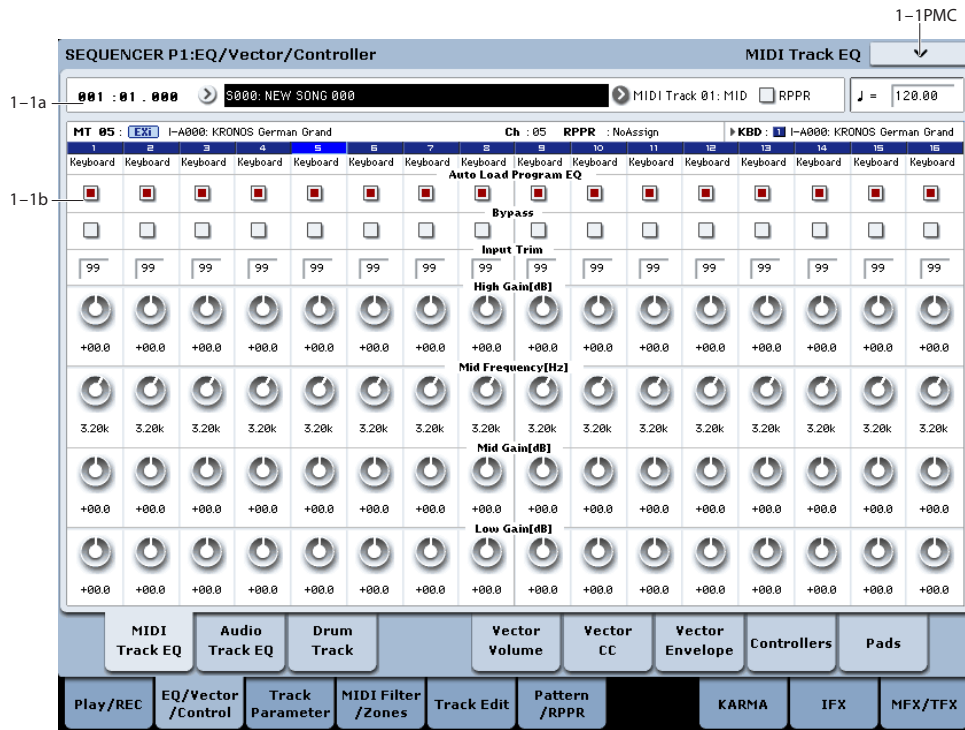 1–1PMC
SEQUENCER P1:EQ/Vector/Controller MIDI Track EQ
1–1a
001 :01 . 000 S000: NEW SONG 000 MIDI Track 01: MID RPPR ♩ = 120.00
MT 05 : EXi I-A000: KRONOS German Grand Ch : 05 RPPR : NoAssign ▶KBD : 1 I-A000: KRONOS German Grand
1 2 3 4 5 6 7 8 9 10 11 12 13 14 15 16
Keyboard Keyboard Keyboard Keyboard Keyboard Keyboard Keyboard Keyboard Keyboard Keyboard Keyboard Keyboard Keyboard Keyboard Keyboard Keyboard
Auto Load Program EQ
1–1b
Bypass
Input Trim
99 99 99 99 99 99 99 99 99 99 99 99 99 99 99 99
High Gain[dB]
+00.0 +00.0 +00.0 +00.0 +00.0 +00.0 +00.0 +00.0 +00.0 +00.0 +00.0 +00.0 +00.0 +00.0 +00.0 +00.0
Mid Frequency[Hz]
3.20k 3.20k 3.20k 3.20k 3.20k 3.20k 3.20k 3.20k 3.20k 3.20k 3.20k 3.20k 3.20k 3.20k 3.20k 3.20k
Mid Gain[dB]
+00.0 +00.0 +00.0 +00.0 +00.0 +00.0 +00.0 +00.0 +00.0 +00.0 +00.0 +00.0 +00.0 +00.0 +00.0 +00.0
Low Gain[dB]
+00.0 +00.0 +00.0 +00.0 +00.0 +00.0 +00.0 +00.0 +00.0 +00.0 +00.0 +00.0 +00.0 +00.0 +00.0 +00.0
MIDI Audio Drum Vector Vector Vector Controllers Pads
Track EQ Track EQ Track Volume CC Envelope
Play/REC EQ/Vector Track MIDI Filter Track Edit Pattern KARMA IFX MFX/TFX
/Control Parameter /Zones /RPPR